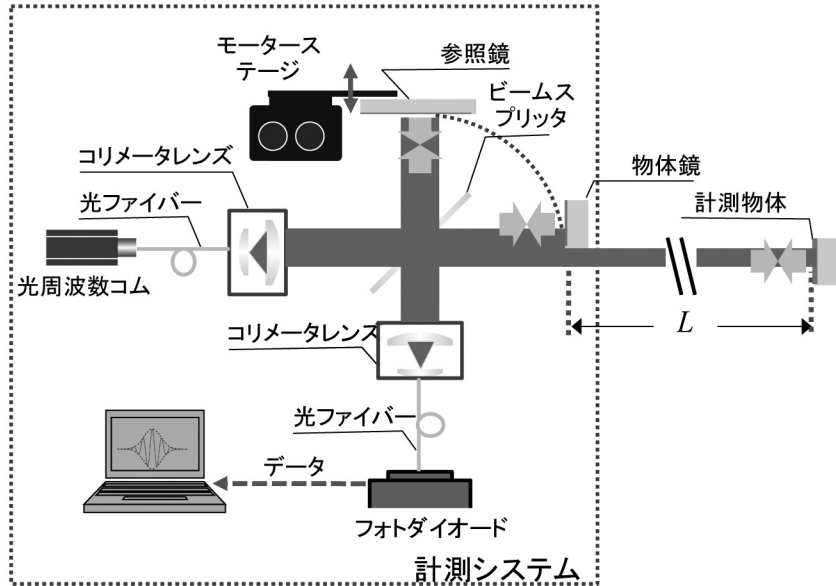 モータース
テージ
参照鏡
ビームス
プリッタ
コリメータレンズ
物体鏡
光ファイバー
計測物体
光周波数コム
コリメータレンズ
L
光ファイバー
データ
フォトダイオード
計測システム